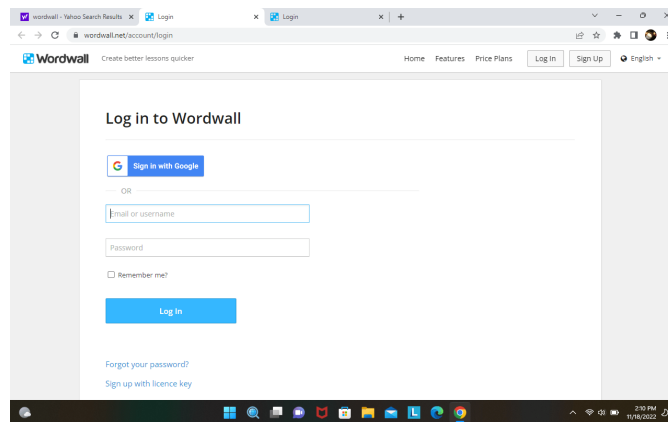 wordwall - Yahoo Search Results
Login
Login
wordwall.net/account/login
Wordwall Create better lessons quicker Home Features Price Plans Log In Sign Up English
Log in to Wordwall
Sign in with Google
OR
Email or username
Password
Remember me?
Log In
Forgot your password?
Sign up with licence key
2:10 PM
11/18/2022